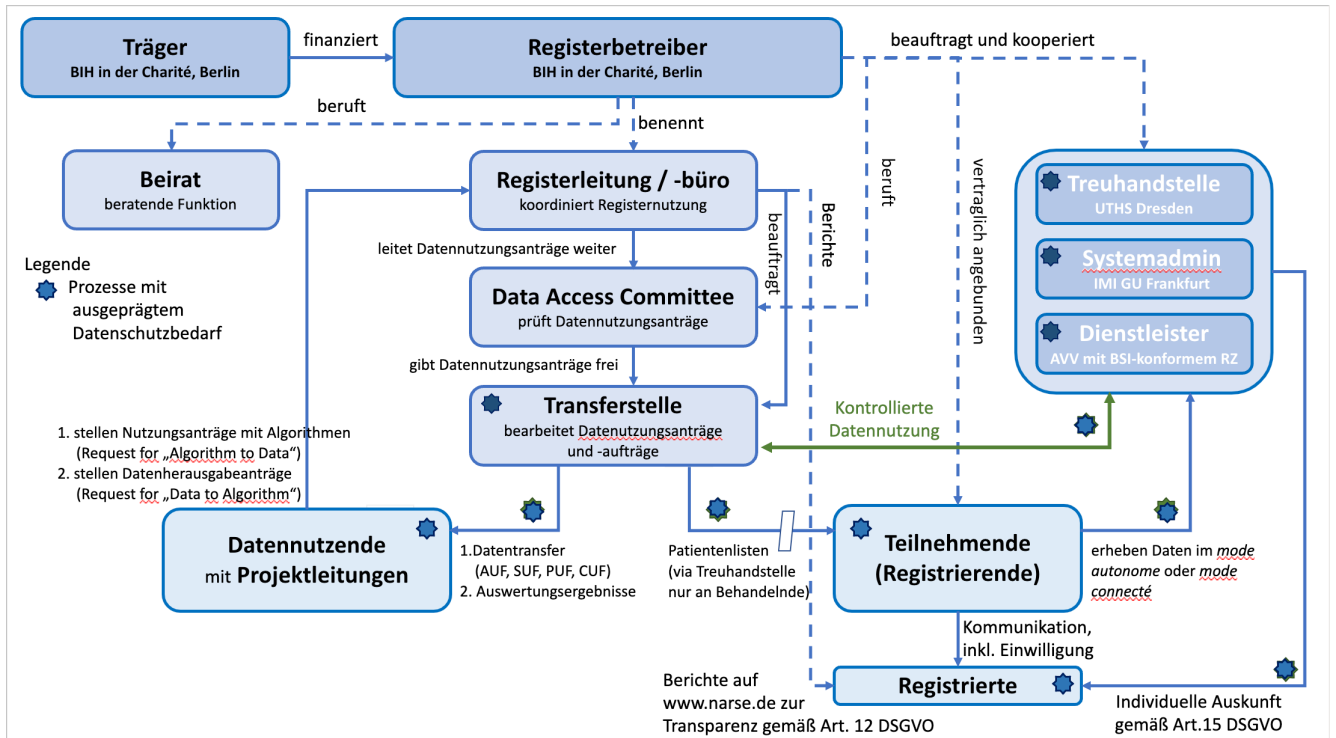 Träger
BIH in der Charité, Berlin
finanziert
Registerbetreiber
BIH in der Charité, Berlin
beauftragt und kooperiert
beruft
benennt
Beirat
beratende Funktion
Registerleitung / -büro
koordiniert Registernutzung
beruft
vertraglich angebunden
Berichte
beauftragt
Treuhandstelle
UTHS Dresden
Systemadmin
IMI GU Frankfurt
Dienstleister
AVV mit BSI-konformem RZ
leitet Datennutzungsanträge weiter
Legende
Prozesse mit
ausgeprägtem
Datenschutzbedarf
Data Access Committee
prüft Datennutzungsanträge
gibt Datennutzungsanträge frei
Transferstelle
bearbeitet Datenutzungsanträge
und -aufträge
Kontrollierte
Datennutzung
1. stellen Nutzungsanträge mit Algorithmen
(Request for „Algorithm to Data“)
2. stellen Datenherausgabeanträge
(Request for „Data to Algorithm“)
Datennutzende
mit Projektleitungen
1.Datentransfer
(AUF, SUF, PUF, CUF)
2. Auswertungsergebnisse
Patientenlisten
(via Treuhandstelle
nur an Behandelnde)
Teilnehmende
(Registrierende)
erheben Daten im mode
autonome oder mode
connecté
Kommunikation,
inkl. Einwilligung
Registrierte
Berichte auf
www.narse.de zur
Transparenz gemäß Art. 12 DSGVO
Individuelle Auskunft
gemäß Art.15 DSGVO